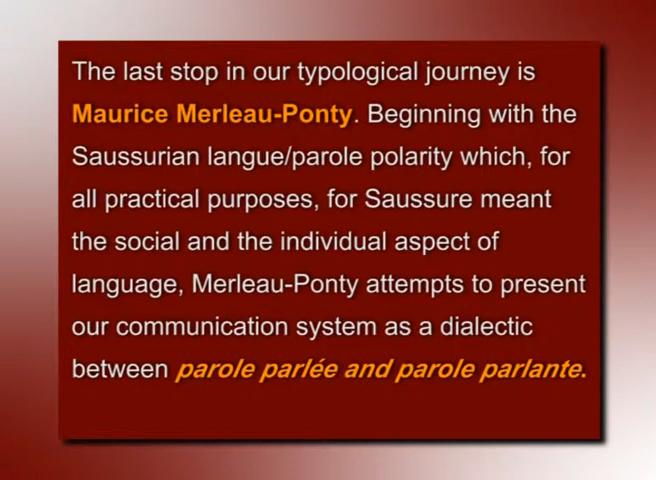 The last stop in our typological journey is
Maurice Merleau-Ponty. Beginning with the
Saussurian langue/parole polarity which, for
all practical purposes, for Saussure meant
the social and the individual aspect of
language, Merleau-Ponty attempts to present
our communication system as a dialectic
between parole parlée and parole parlante.